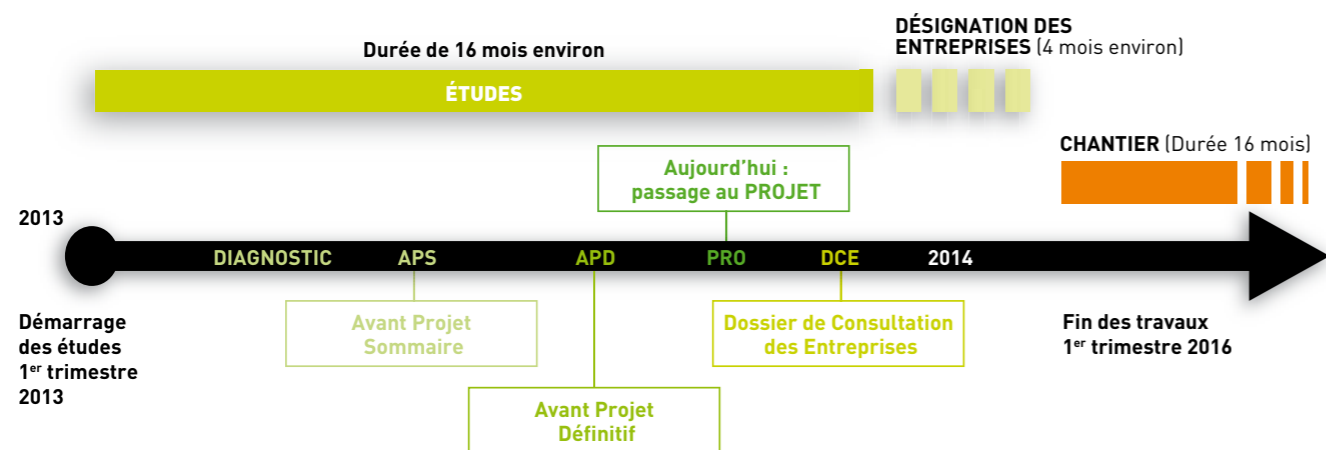 Durée de 16 mois environ
DÉSIGNATION DES
ENTREPRISES (4 mois environ)
ÉTUDES
CHANTIER (Durée 16 mois)
Aujourd’hui :
passage au PROJET
2013
DIAGNOSTIC
APS
APD
PRO
DCE
2014
Avant Projet
Sommaire
Dossier de Consultation
des Entreprises
Démarrage
des études
1er trimestre
2013
Fin des travaux
1er trimestre 2016
Avant Projet
Définitif